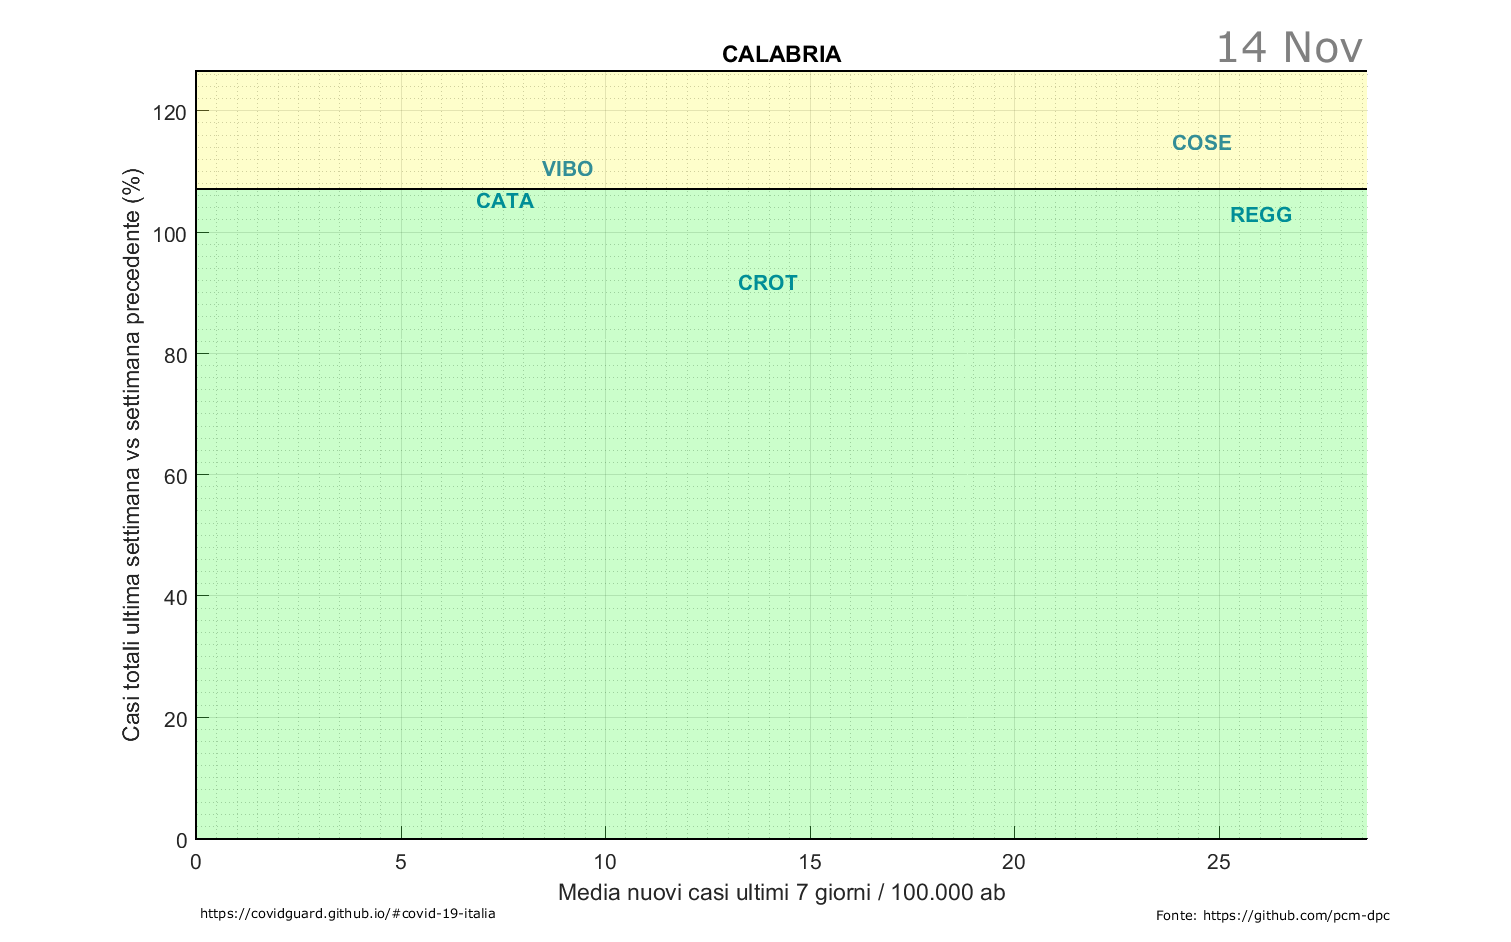 CALABRIA
14 Nov
120
100
80
60
40
20
0
Casi totali ultima settimana vs settimana precedente (%)
VIBO
COSE
CATA
REGG
CROT
0 5 10 15 20 25
Media nuovi casi ultimi 7 giorni / 100.000 ab
https://covidguard.github.io/#covid-19-italia
Fonte: https://github.com/pcm-dpc